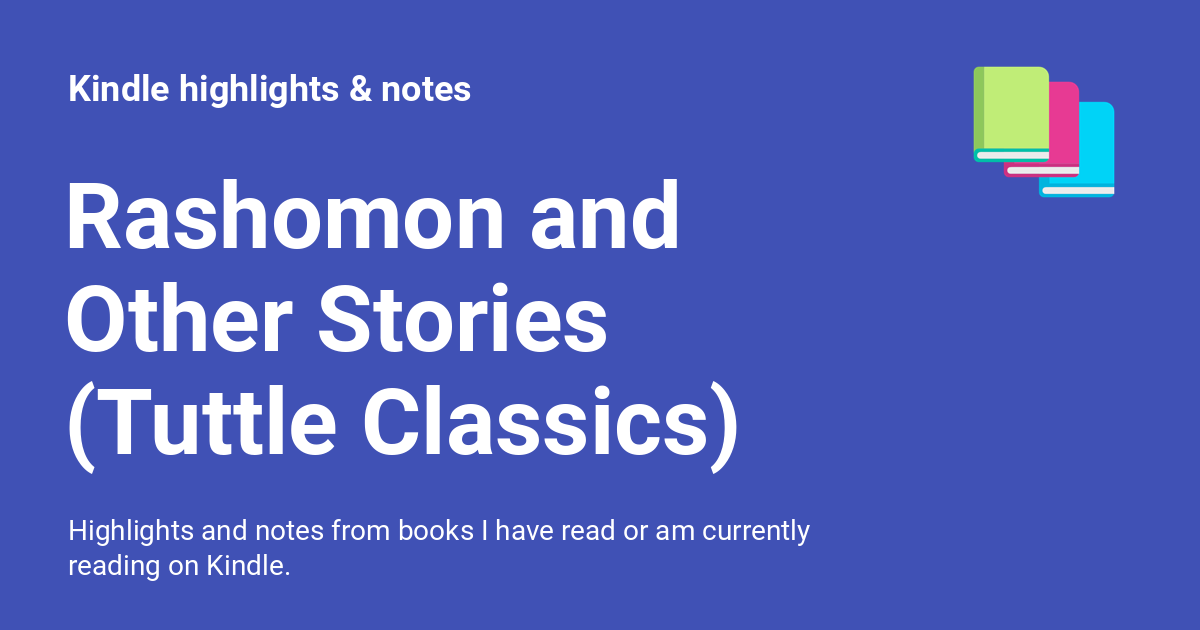 Kindle highlights & notes
Rashomon and
Other Stories
(Tuttle Classics)
Highlights and notes from books I have read or am currently
reading on Kindle.